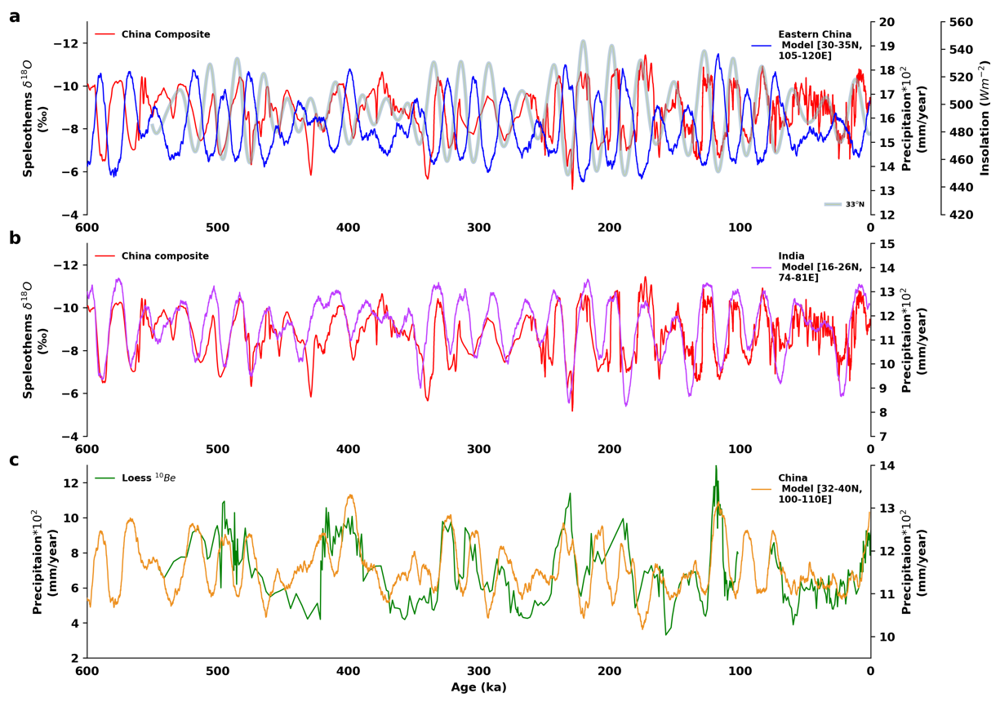 a
China Composite
Eastern China
Model [30-35N,
105-120E]
33°N
Speleothems δ¹⁸O
(‰)
−12
−10
−8
−6
−4
20
19
18
17
16
15
14
13
12
Precipitaion*10²
(mm/year)
560
540
520
500
480
460
440
420
Insolation (Wm⁻²)
600
500
400
300
200
100
0
b
China composite
India
Model [16-26N,
74-81E]
Speleothems δ¹⁸O
(‰)
−12
−10
−8
−6
−4
15
14
13
12
11
10
9
8
7
Precipitaion*10²
(mm/year)
600
500
400
300
200
100
0
c
Loess ¹⁰Be
China
Model [32-40N,
100-110E]
Precipitaion*10²
(mm/year)
12
10
8
6
4
2
14
13
12
11
10
Precipitaion*10²
(mm/year)
600
500
400
300
200
100
0
Age (ka)